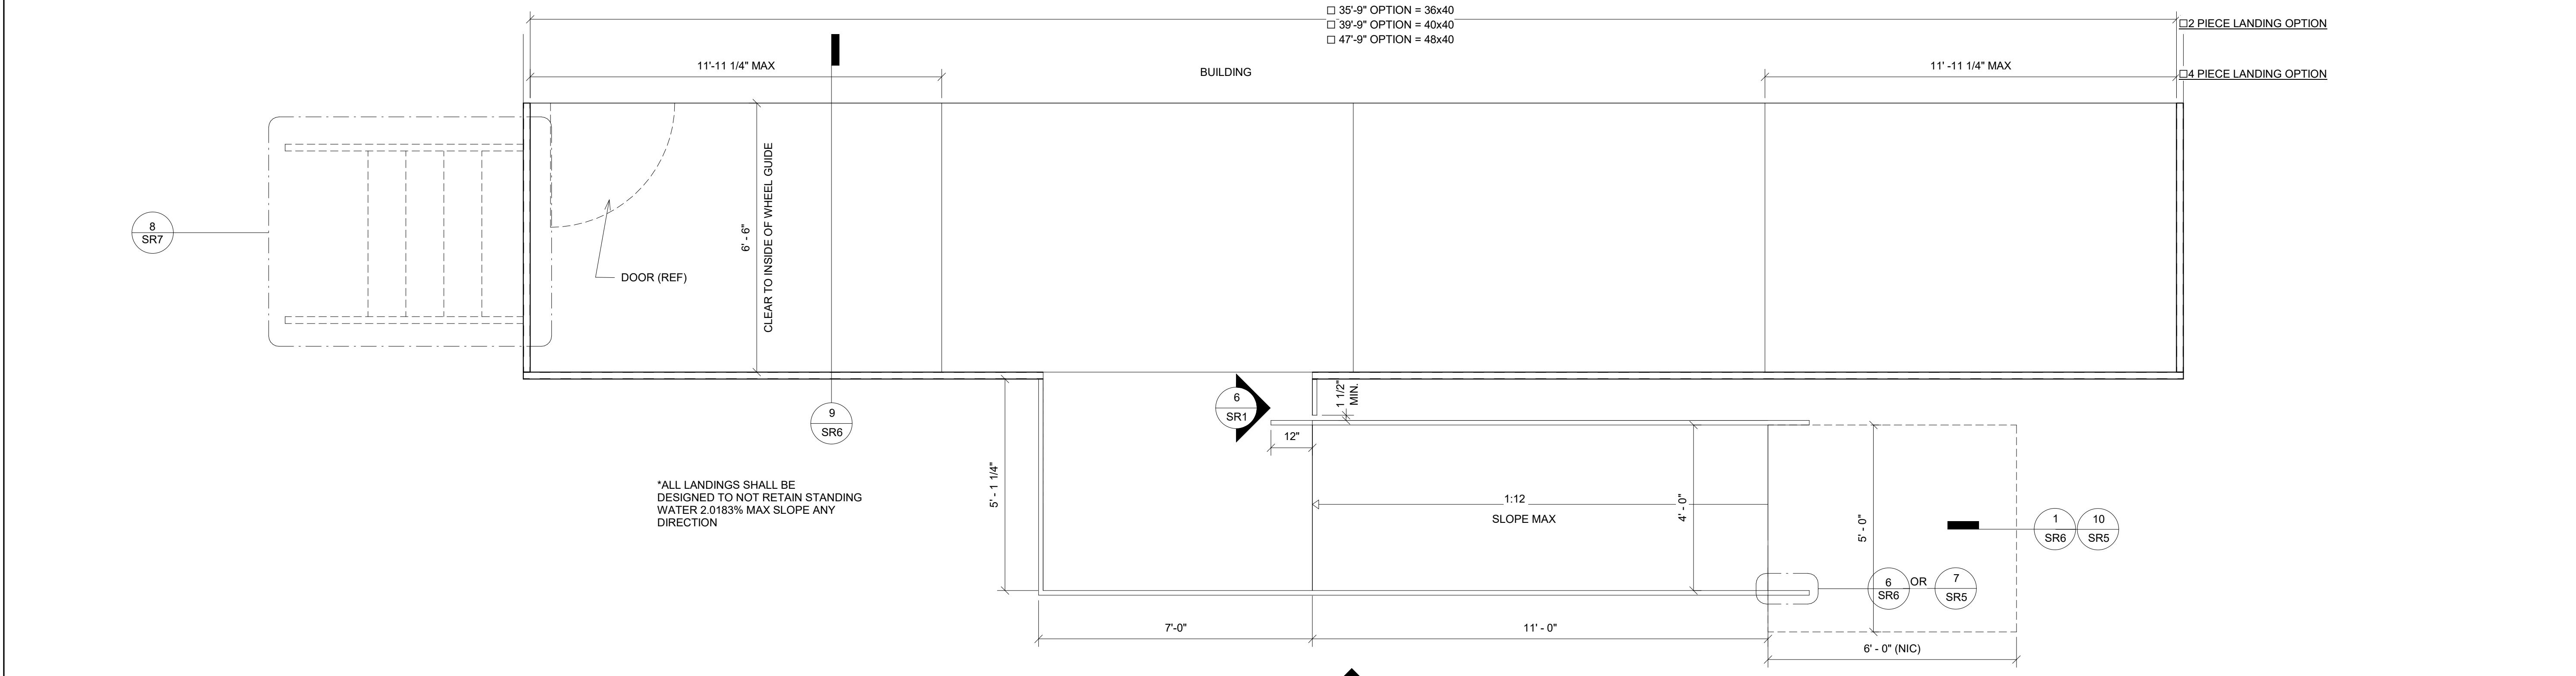 ☐ 35'-9" OPTION = 36x40
☐ 39'-9" OPTION = 40x40
☐ 47'-9" OPTION = 48x40
☐2 PIECE LANDING OPTION
11'-11 1/4" MAX
BUILDING
11' -11 1/4" MAX
☐4 PIECE LANDING OPTION
8
SR7
DOOR (REF)
6' - 6"
CLEAR TO INSIDE OF WHEEL GUIDE
9
SR6
6
SR1
1 1/2"
MIN.
12"
*ALL LANDINGS SHALL BE
DESIGNED TO NOT RETAIN STANDING
WATER 2.0183% MAX SLOPE ANY
DIRECTION
5' - 1 1/4"
1:12
SLOPE MAX
4' - 0"
5' - 0"
1
SR6
10
SR5
6
SR6
OR
7
SR5
7'-0"
11' - 0"
6' - 0" (NIC)